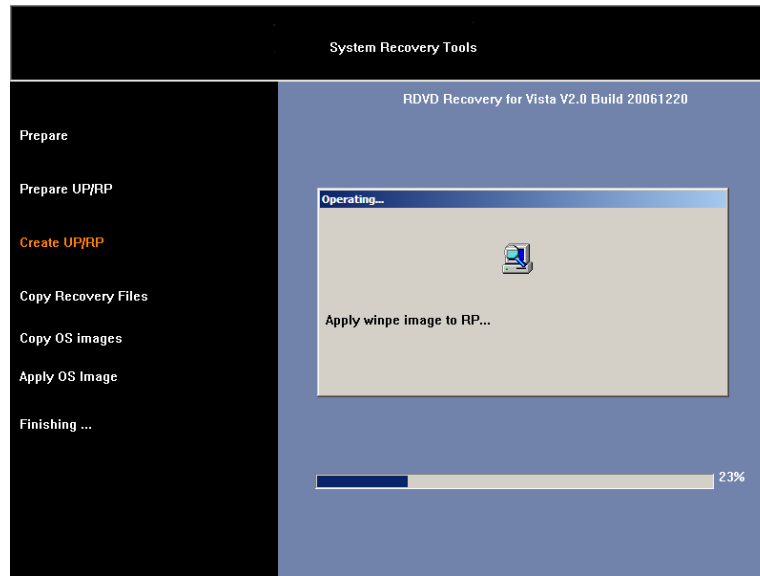 System Recovery Tools
RDVD Recovery for Vista V2.0 Build 20061220
Prepare
Prepare UP/RP
Create UP/RP
Copy Recovery Files
Copy OS images
Apply OS Image
Finishing ...
Operating...
Apply winpe image to RP...
23%